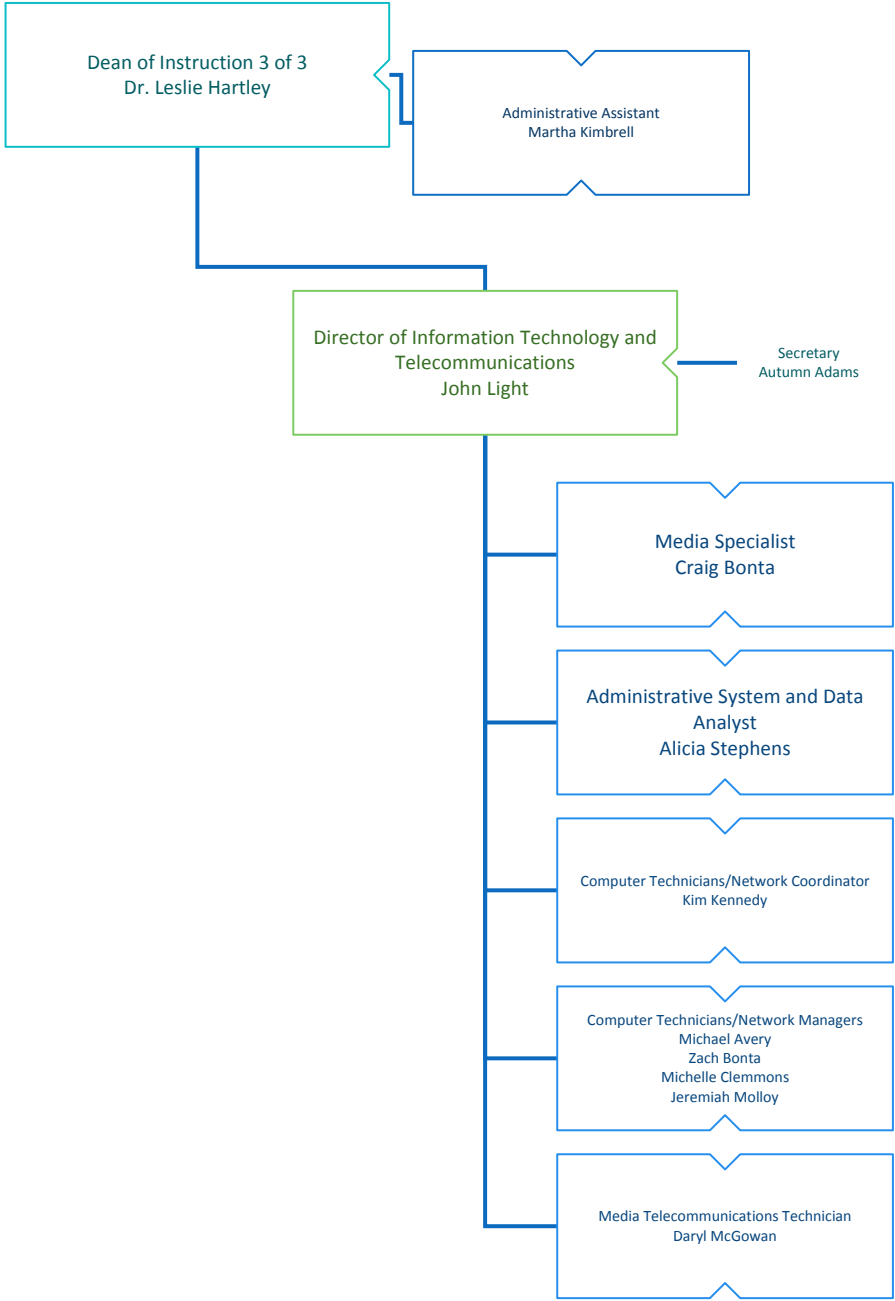 Dean of Instruction 3 of 3
Dr. Leslie Hartley
Administrative Assistant
Martha Kimbrell
Director of Information Technology and
Telecommunications
John Light
Secretary
Autumn Adams
Media Specialist
Craig Bonta
Administrative System and Data
Analyst
Alicia Stephens
Computer Technicians/Network Coordinator
Kim Kennedy
Computer Technicians/Network Managers
Michael Avery
Zach Bonta
Michelle Clemmons
Jeremiah Molloy
Media Telecommunications Technician
Daryl McGowan